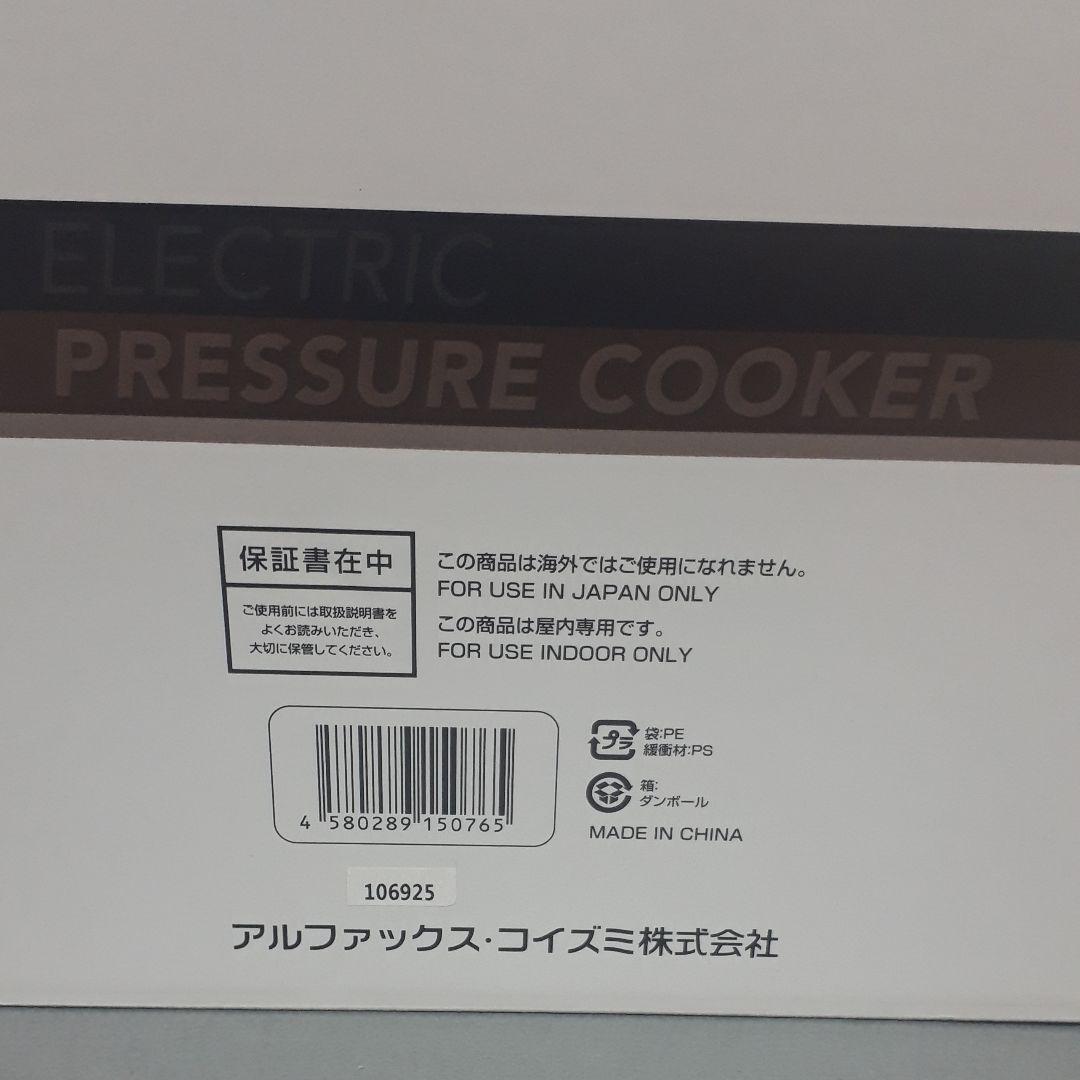 ELECTRIC
PRESSURE COOKER
保証書在中
ご使用前には取扱説明書を
よくお読みいただき、
大切に保管してください。
この商品は海外ではご使用になれません。
FOR USE IN JAPAN ONLY
この商品は屋内専用です。
FOR USE INDOOR ONLY
4 580289 150765
プラ
袋:PE
緩衝材:PS
箱:
ダンボール
MADE IN CHINA
106925
アルファックス・コイズミ株式会社